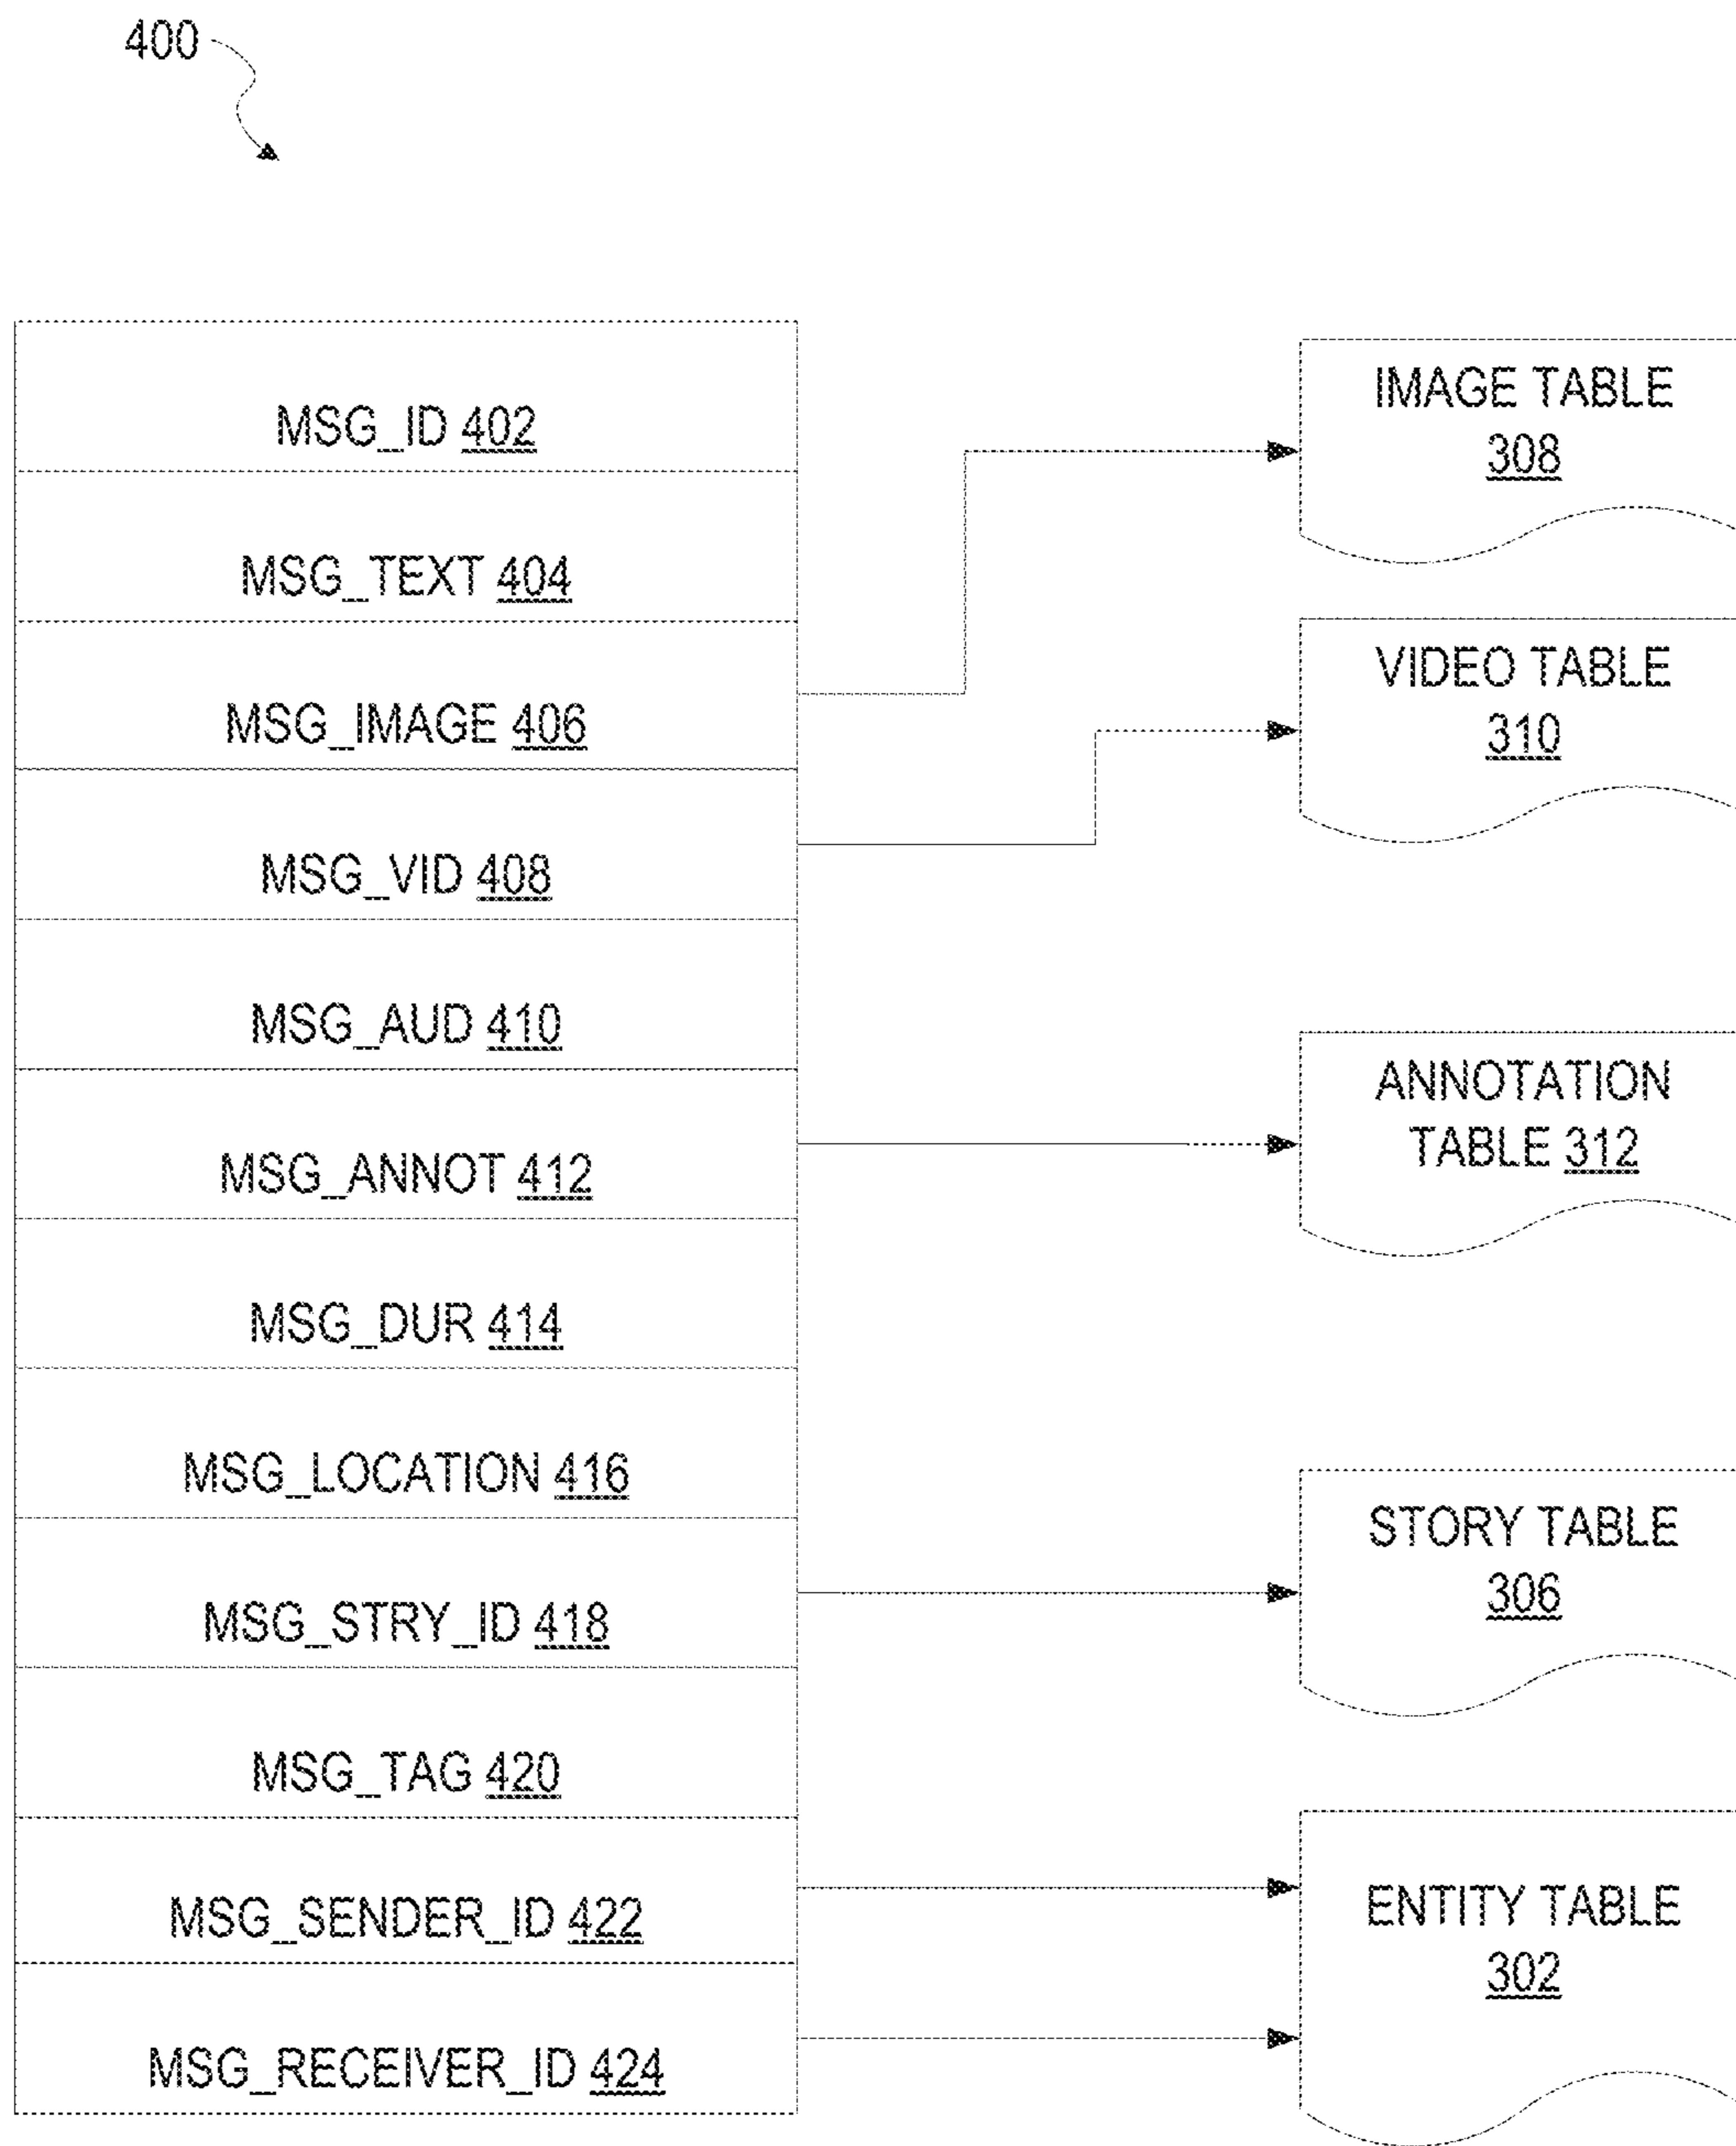 400
MSG_ID 402
MSG_TEXT 404
MSG_IMAGE 406
MSG_VID 408
MSG_AUD 410
MSG_ANNOT 412
MSG_DUR 414
MSG_LOCATION 416
MSG_STRY_ID 418
MSG_TAG 420
MSG_SENDER_ID 422
MSG_RECEIVER_ID 424
IMAGE TABLE
308
VIDEO TABLE
310
ANNOTATION
TABLE 312
STORY TABLE
306
ENTITY TABLE
302